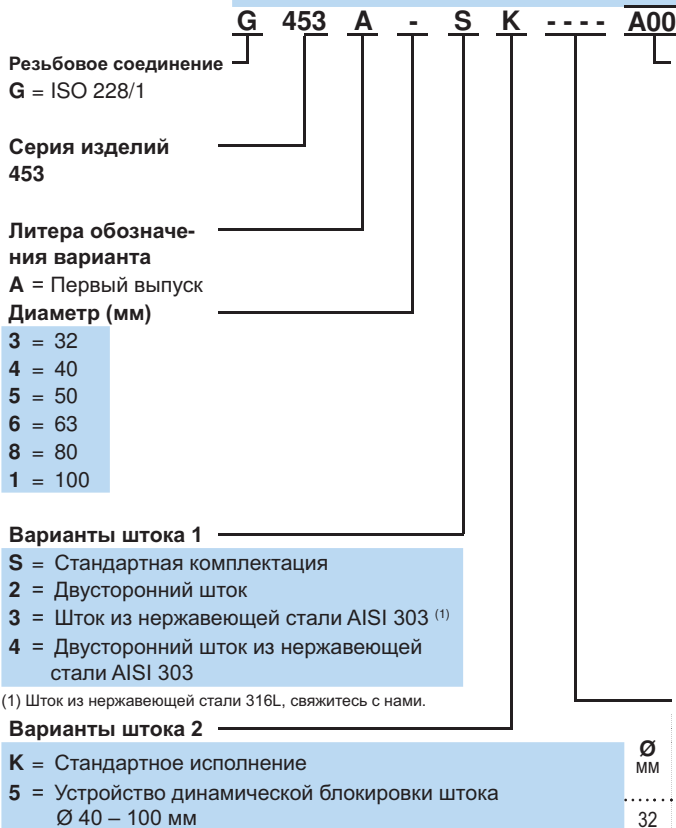 G 453 A - S K - - - - A00
Резьбовое соединение
G = ISO 228/1
Серия изделий
453
Литера обозначе-
ния варианта
A = Первый выпуск
Диаметр (мм)
3 = 32
4 = 40
5 = 50
6 = 63
8 = 80
1 = 100
Варианты штока 1
S = Стандартная комплектация
2 = Двусторонний шток
3 = Шток из нержавеющей стали AISI 303 (1)
4 = Двусторонний шток из нержавеющей
стали AISI 303
(1) Шток из нержавеющей стали 316L, свяжитесь с нами.
Варианты штока 2
K = Стандартное исполнение
5 = Устройство динамической блокировки штока
Ø 40 – 100 мм
Ø
мм
32